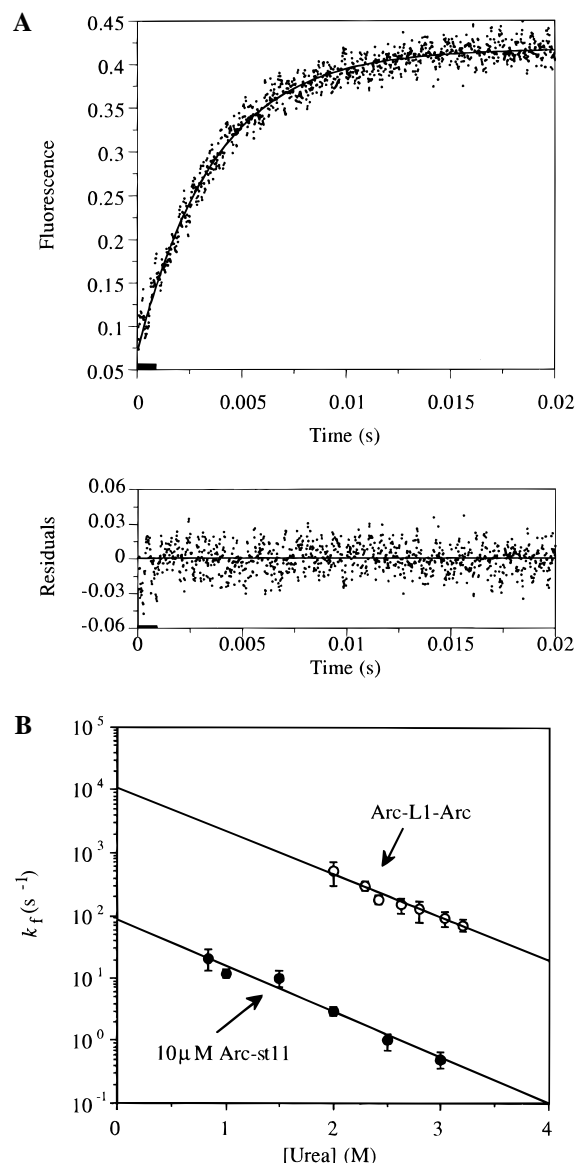 A
0.45
0.4
0.35
0.3
0.25
0.2
0.15
0.1
0.05
Fluorescence
0 0.005 0.01 0.015 0.02
Time (s)
0.06
0.03
0
-0.03
-0.06
Residuals
0 0.005 0.01 0.015 0.02
Time (s)
B
10^5
10^4
10^3
10^2
10^1
10^0
10^-1
k_f (s^-1)
Arc-L1-Arc
10μM Arc-st11
0 1 2 3 4
[Urea] (M)